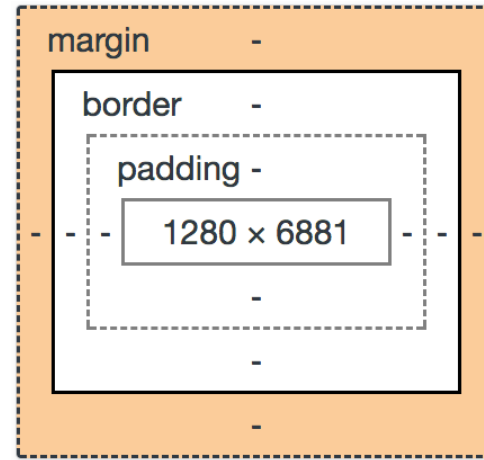 margin -
border -
padding -
- - - 1280 × 6881 - - -
-
-
-